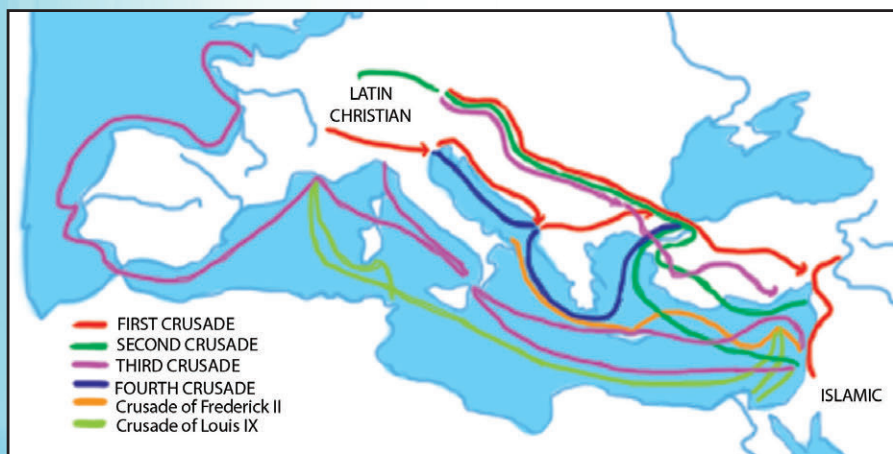 LATIN
CHRISTIAN
FIRST CRUSADE
SECOND CRUSADE
THIRD CRUSADE
FOURTH CRUSADE
Crusade of Frederick II
Crusade of Louis IX
ISLAMIC